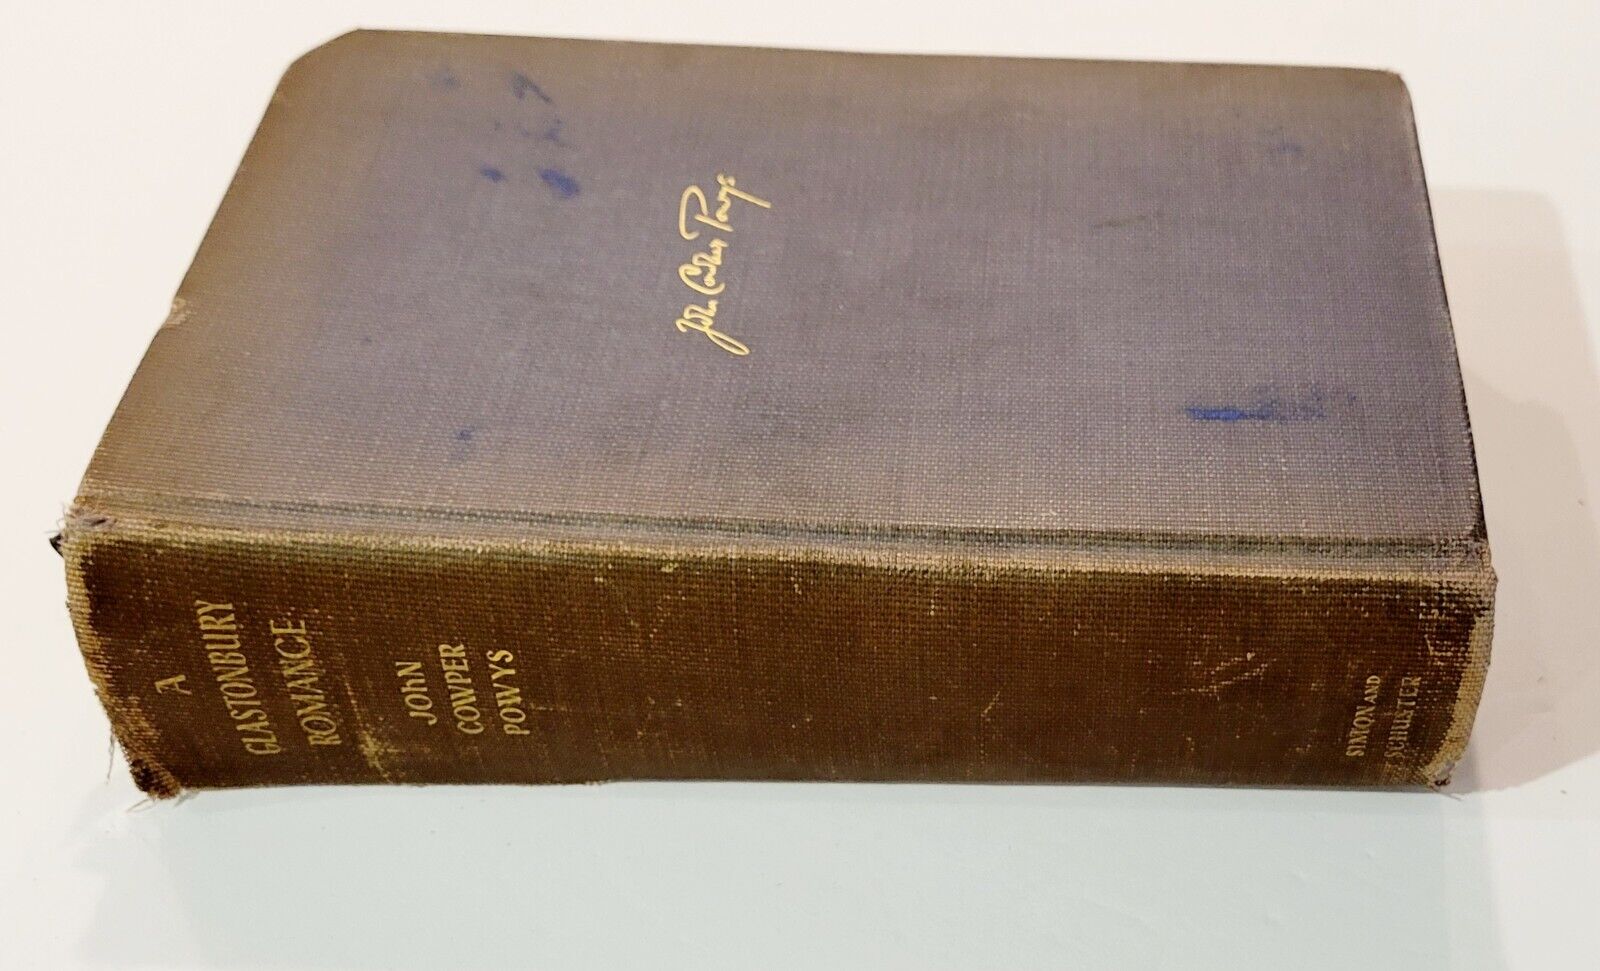 John Cowper Powys
A
GLASTONBURY
ROMANCE
JOhN
COWPER
POWYS
SIMON AND
SCHUSTER